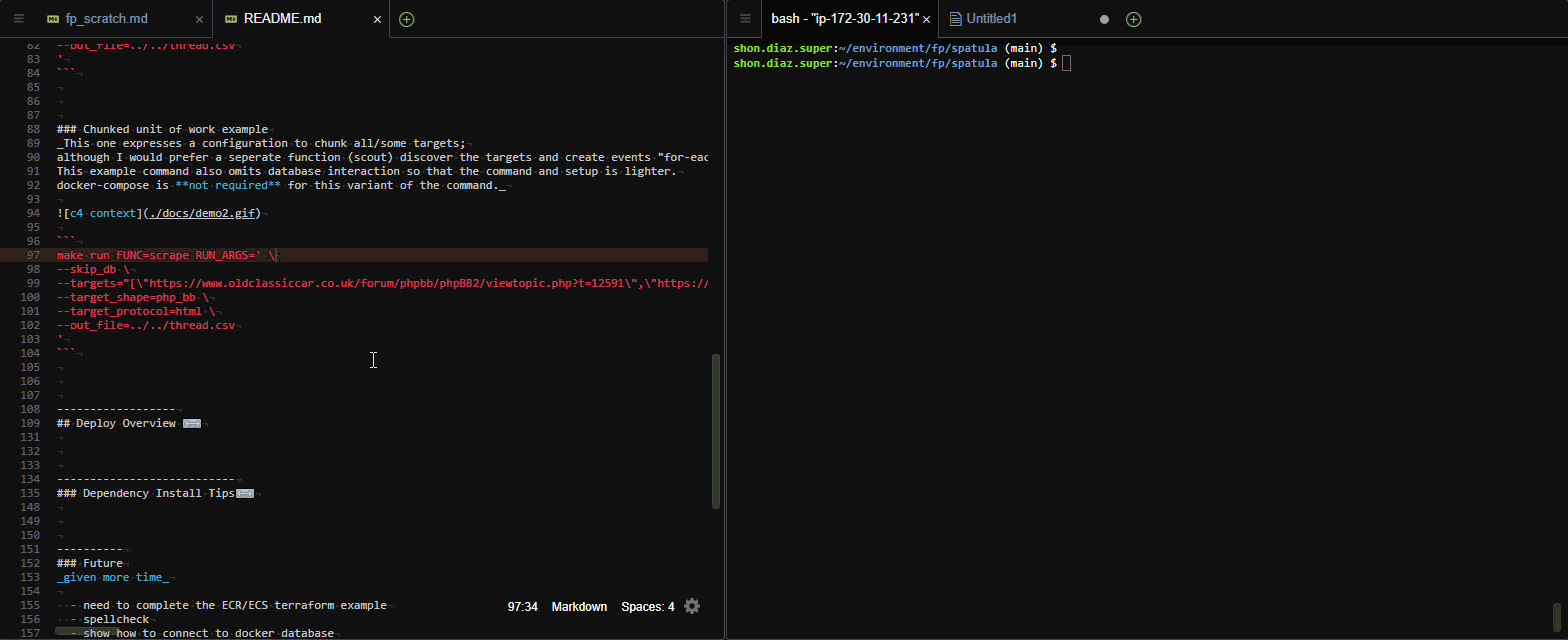 fp_scratch.md
README.md
bash - "ip-172-30-11-231"
Untitled1
82 --out_file=../../thread.csv
83 '
84 ```
85
86
87
88 ### Chunked unit of work example
89 _This one expresses a configuration to chunk all/some targets;
90 although I would prefer a seperate function (scout) discover the targets and create events "for-eac
91 This example command also omits database interaction so that the command and setup is lighter.
92 docker-compose is **not required** for this variant of the command._
93
94 ![c4 context](./docs/demo2.gif)
95
96 ```
97 make run FUNC=scrape RUN_ARGS=' \
98 --skip_db \
99 --targets="[\"https://www.oldclassiccar.co.uk/forum/phpbb/phpBB2/viewtopic.php?t=12591\",\"https://
100 --target_shape=php_bb \
101 --target_protocol=html \
102 --out_file=../../thread.csv
103 '
104 ```
105
106
107
108 ------------------
109 ## Deploy Overview
131
132
133
134 ---------------------------
135 ### Dependency Install Tips
148
149
150
151 ----------
152 ### Future
153 _given more time_
154
155 - need to complete the ECR/ECS terraform example
156 - spellcheck
157 - show how to connect to docker database
97:34 Markdown Spaces: 4
shon.diaz.super:~/environment/fp/spatula (main) $
shon.diaz.super:~/environment/fp/spatula (main) $